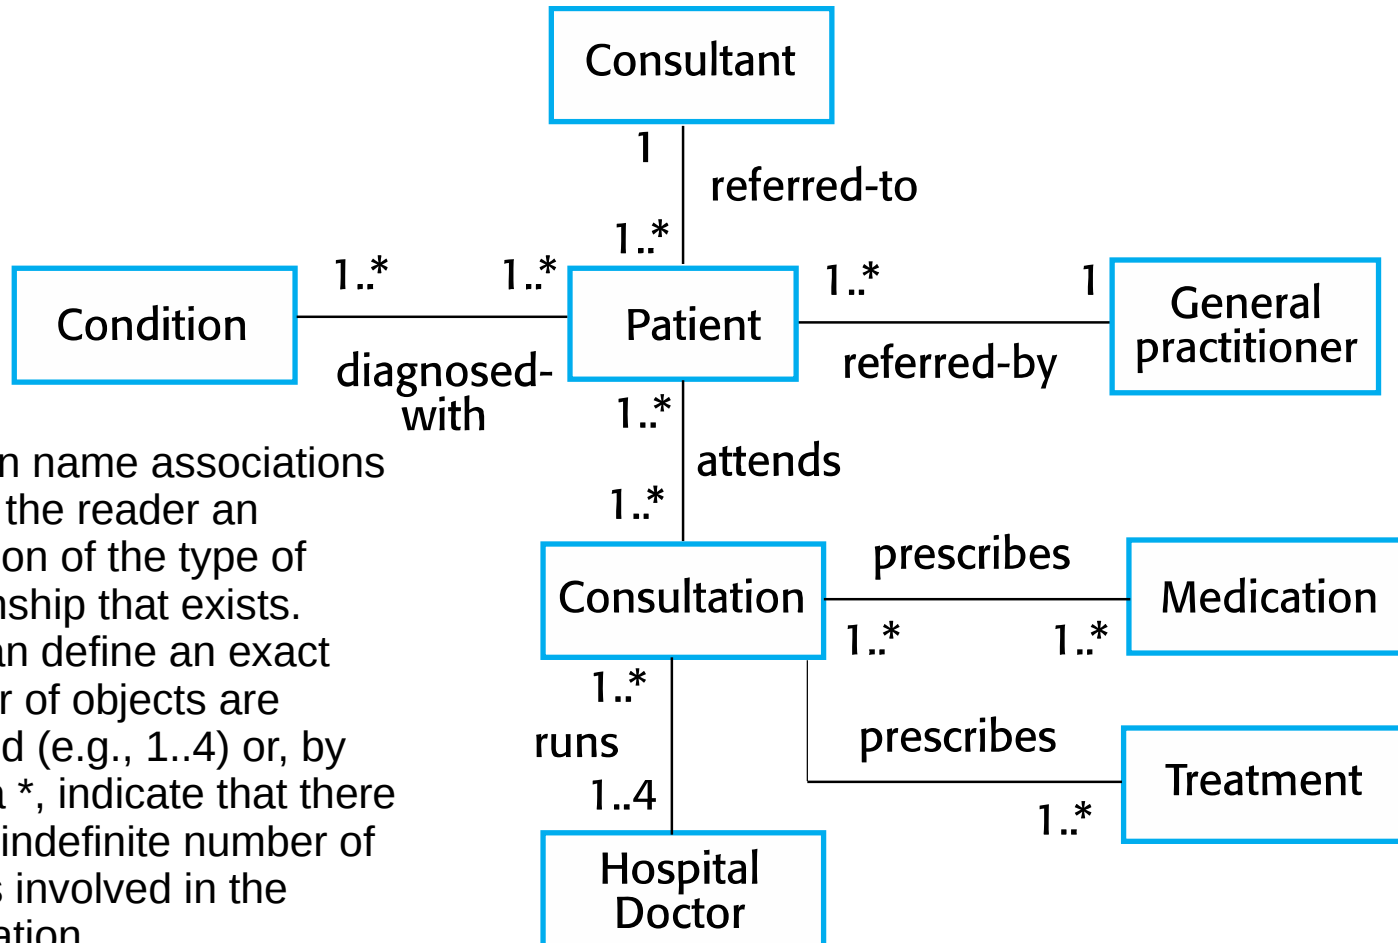 Consultant
1
referred-to
1..*
1..*
1..*
1..*
1
Condition
Patient
General
practitioner
diagnosed-
with
referred-by
1..*
attends
1..*
name associations
the reader an
of the type of
that exists.
define an exact
of objects are
(e.g., 1..4) or, by
*, indicate that there
indefinite number of
involved in the
prescribes
Consultation
Medication
1..*
1..*
1..*
runs
prescribes
1..4
Treatment
1..*
Hospital
Doctor